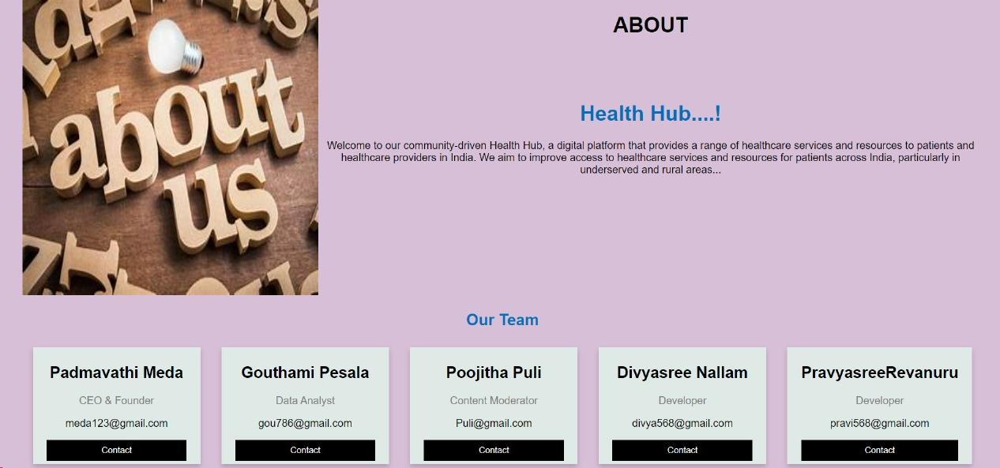 about
us
ABOUT
Health Hub....!
Welcome to our community-driven Health Hub, a digital platform that provides a range of healthcare services and resources to patients and
healthcare providers in India. We aim to improve access to healthcare services and resources for patients across India, particularly in
underserved and rural areas...
Our Team
Padmavathi Meda
CEO & Founder
meda123@gmail.com
Contact
Gouthami Pesala
Data Analyst
gou786@gmail.com
Contact
Poojitha Puli
Content Moderator
Puli@gmail.com
Contact
Divyasree Nallam
Developer
divya568@gmail.com
Contact
PravyasreeRevanuru
Developer
pravi568@gmail.com
Contact